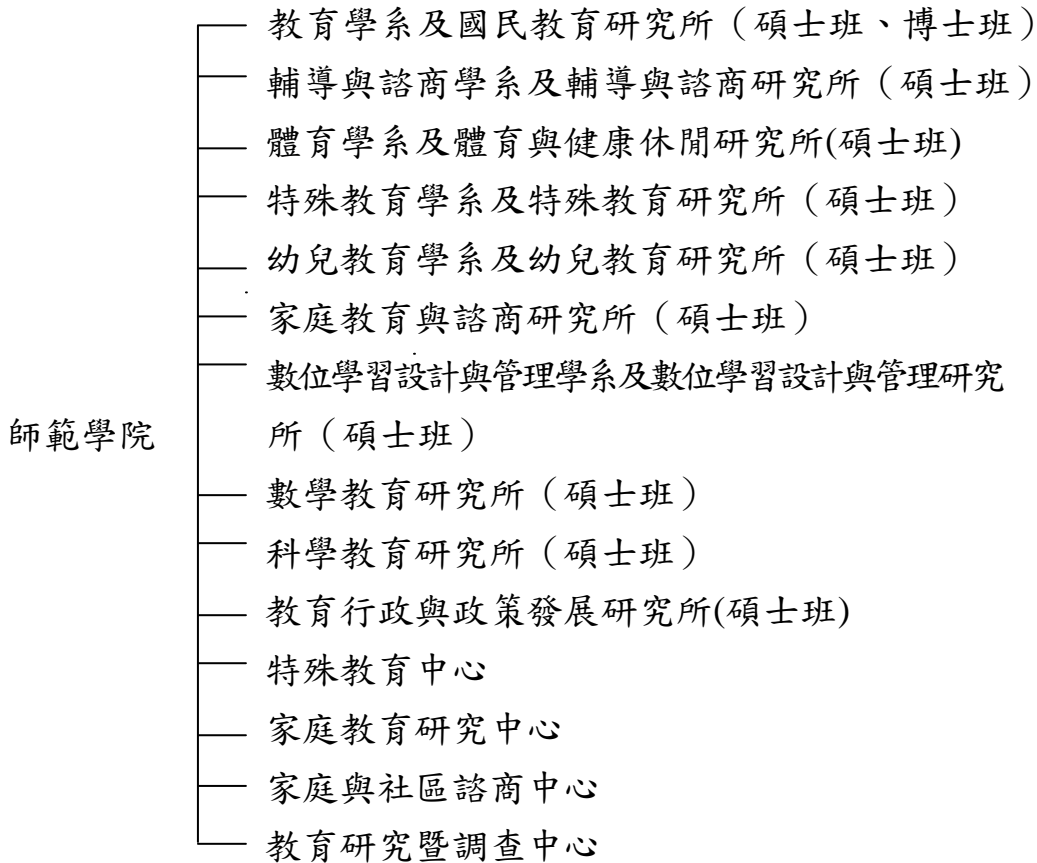 教育學系及國民教育研究所（碩士班、博士班）
輔導與諮商學系及輔導與諮商研究所（碩士班）
體育學系及體育與健康休閒研究所(碩士班)
特殊教育學系及特殊教育研究所（碩士班）
幼兒教育學系及幼兒教育研究所（碩士班）
家庭教育與諮商研究所（碩士班）
數位學習設計與管理學系及數位學習設計與管理研究
師範學院
所（碩士班）
數學教育研究所（碩士班）
科學教育研究所（碩士班）
教育行政與政策發展研究所(碩士班)
特殊教育中心
家庭教育研究中心
家庭與社區諮商中心
教育研究暨調查中心